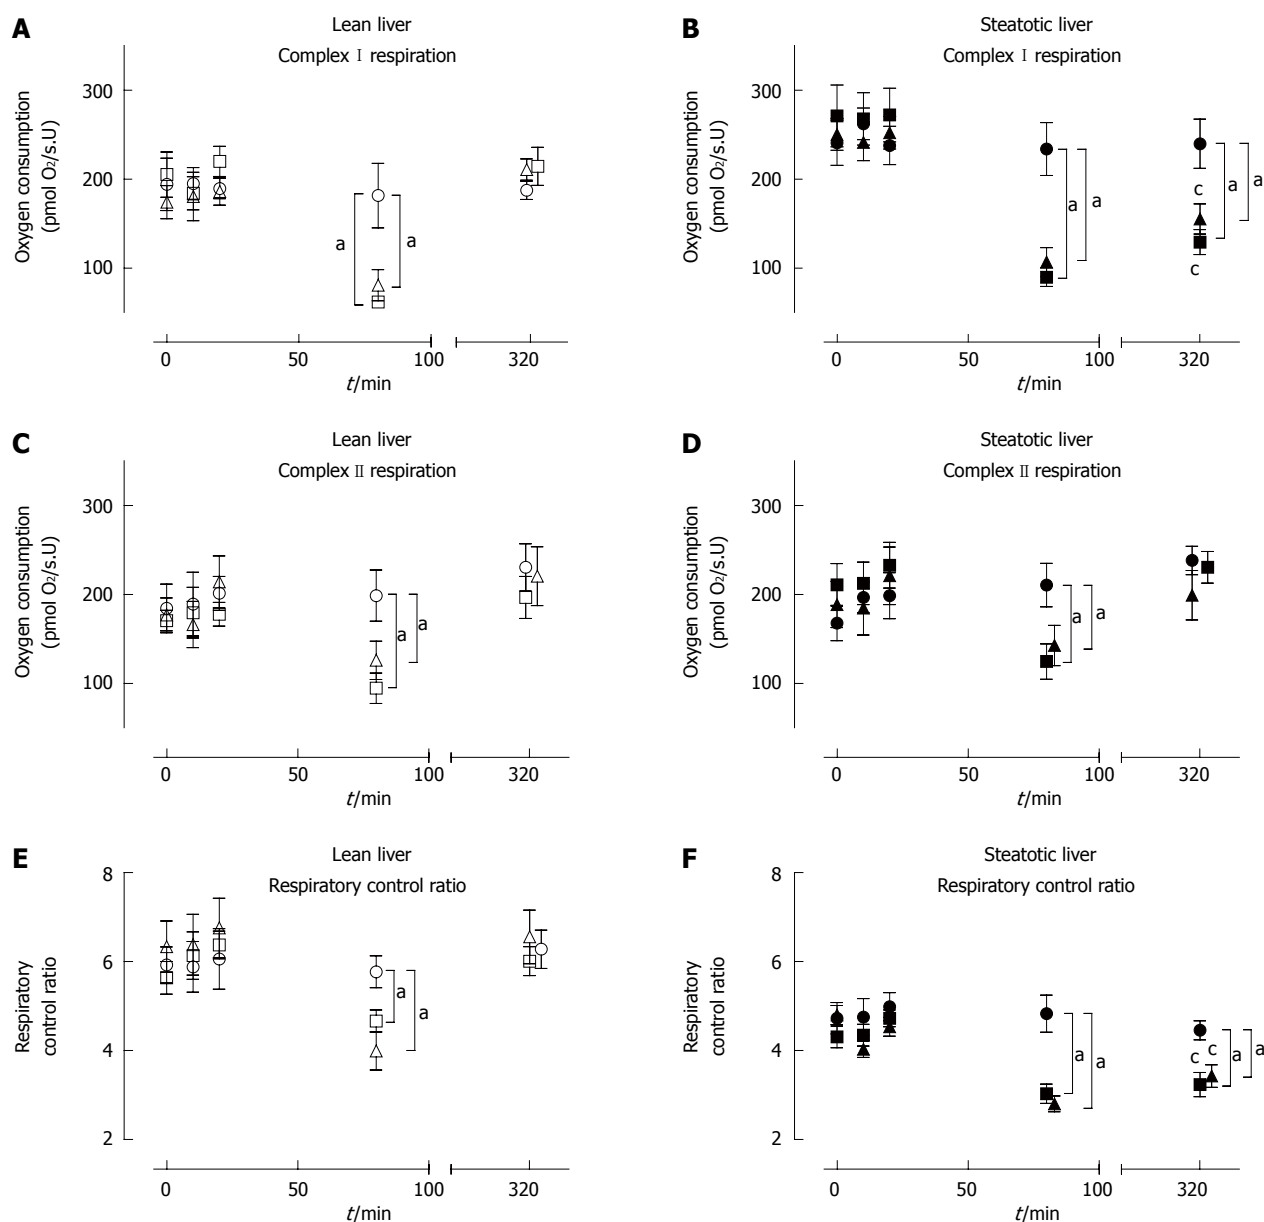 A
Lean liver
Complex Ⅰ respiration
Oxygen consumption
(pmol O₂/s.U)
300
200
100
a
a
0
50
100
320
t/min
B
Steatotic liver
Complex Ⅰ respiration
Oxygen consumption
(pmol O₂/s.U)
300
200
100
a
a
c
c
a
a
0
50
100
320
t/min
C
Lean liver
Complex Ⅱ respiration
Oxygen consumption
(pmol O₂/s.U)
300
200
100
a
a
0
50
100
320
t/min
D
Steatotic liver
Complex Ⅱ respiration
Oxygen consumption
(pmol O₂/s.U)
300
200
100
a
a
0
50
100
320
t/min
E
Lean liver
Respiratory control ratio
Respiratory
control ratio
8
6
4
2
a
a
0
50
100
320
t/min
F
Steatotic liver
Respiratory control ratio
Respiratory
control ratio
8
6
4
2
a
a
c
c
a
a
0
50
100
320
t/min